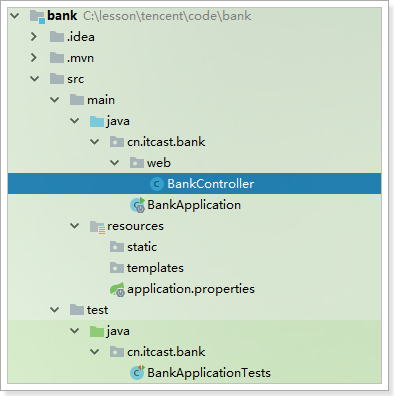 bank C:\lesson\tencent\code\bank
.idea
.mvn
src
main
java
cn.itcast.bank
web
BankController
BankApplication
resources
static
templates
application.properties
test
java
cn.itcast.bank
BankApplicationTests